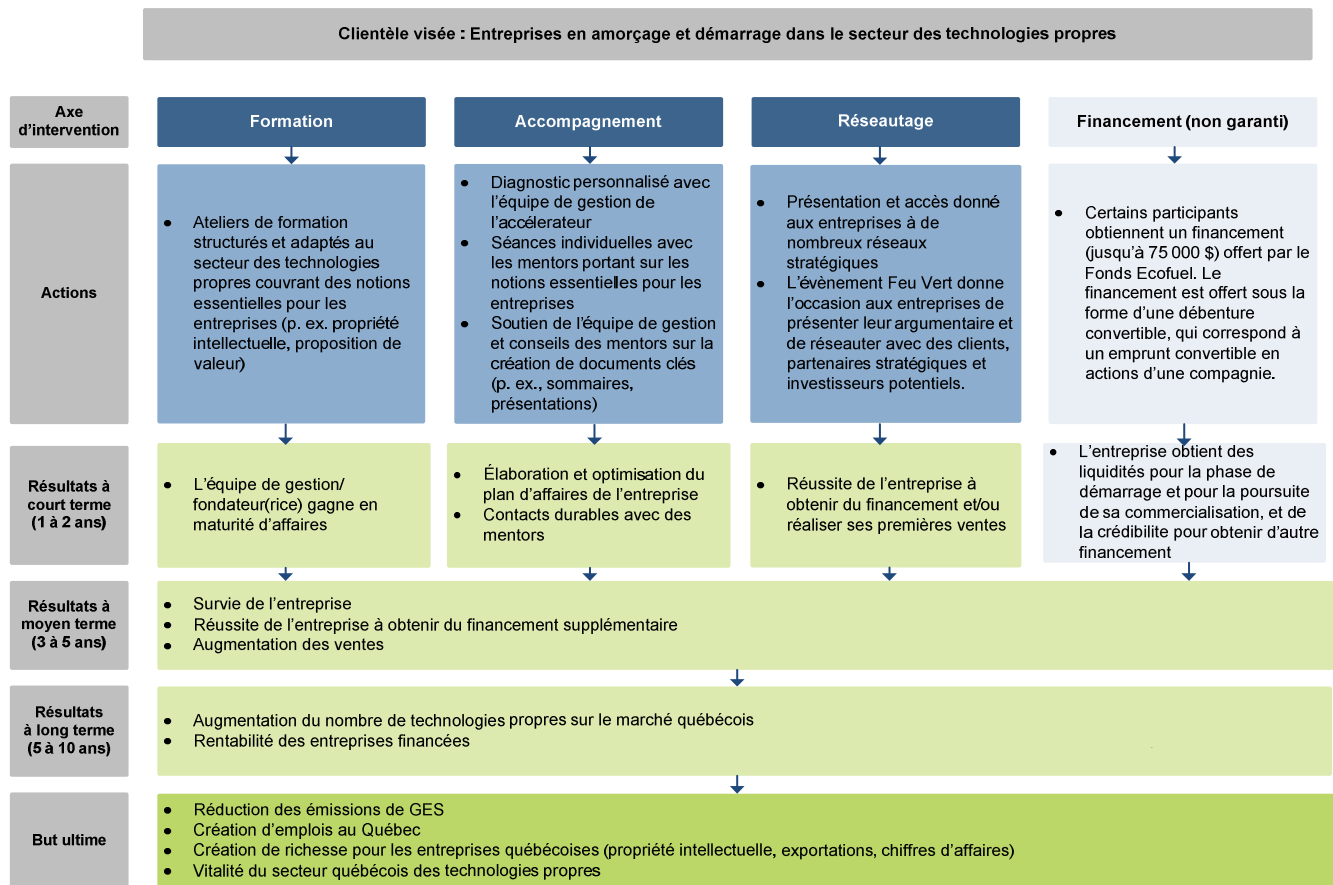 Clientèle visée : Entreprises en amorçage et démarrage dans le secteur des technologies propres
Axe
d'intervention
Formation
Accompagnement
Réseautage
Financement (non garanti)
Actions
• Ateliers de formation
structurés et adaptés au
secteur des technologies
propres couvrant des notions
essentielles pour les
entreprises (p. ex. propriété
intellectuelle, proposition de
valeur)
• Diagnostic personnalisé avec
l'équipe de gestion de
l'accélerateur
• Séances individuelles avec
les mentors portant sur les
notions essentielles pour les
entreprises
• Soutien de l'équipe de gestion
et conseils des mentors sur la
création de documents clés
(p. ex., sommaires,
présentations)
• Présentation et accès donné
aux entreprises à de
nombreux réseaux
stratégiques
• L'évènement Feu Vert donne
l'occasion aux entreprises de
présenter leur argumentaire et
de réseauter avec des clients,
partenaires stratégiques et
investisseurs potentiels.
• Certains participants
obtiennent un financement
(jusqu'à 75 000 $) offert par le
Fonds Ecofuel. Le
financement est offert sous la
forme d'une débenture
convertible, qui correspond à
un emprunt convertible en
actions d'une compagnie.
Résultats à
court terme
(1 à 2 ans)
• L'équipe de gestion/
fondateur(rice) gagne en
maturité d'affaires
• Élaboration et optimisation du
plan d'affaires de l'entreprise
• Contacts durables avec des
mentors
• Réussite de l'entreprise à
obtenir du financement et/ou
réaliser ses premières ventes
• L'entreprise obtient des
liquidités pour la phase de
démarrage et pour la poursuite
de sa commercialisation, et de
la crédibilite pour obtenir d'autre
financement
Résultats à
moyen terme
(3 à 5 ans)
• Survie de l'entreprise
• Réussite de l'entreprise à obtenir du financement supplémentaire
• Augmentation des ventes
Résultats
à long terme
(5 à 10 ans)
• Augmentation du nombre de technologies propres sur le marché québécois
• Rentabilité des entreprises financées
But ultime
• Réduction des émissions de GES
• Création d'emplois au Québec
• Création de richesse pour les entreprises québécoises (propriété intellectuelle, exportations, chiffres d'affaires)
• Vitalité du secteur québécois des technologies propres